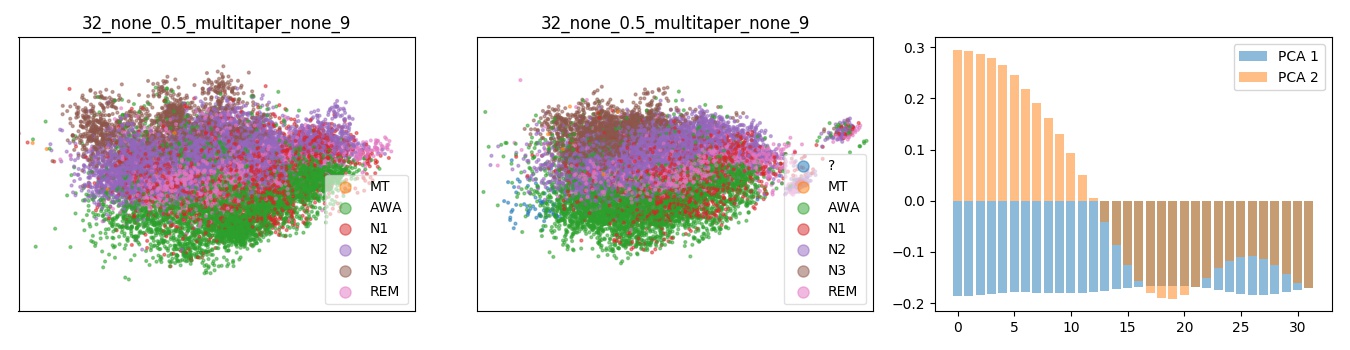 32_none_0.5_multitaper_none_9
MT
AWA
N1
N2
N3
REM
32_none_0.5_multitaper_none_9
?
MT
AWA
N1
N2
N3
REM
0.3
0.2
0.1
0.0
−0.1
−0.2
0 5 10 15 20 25 30
PCA 1
PCA 2